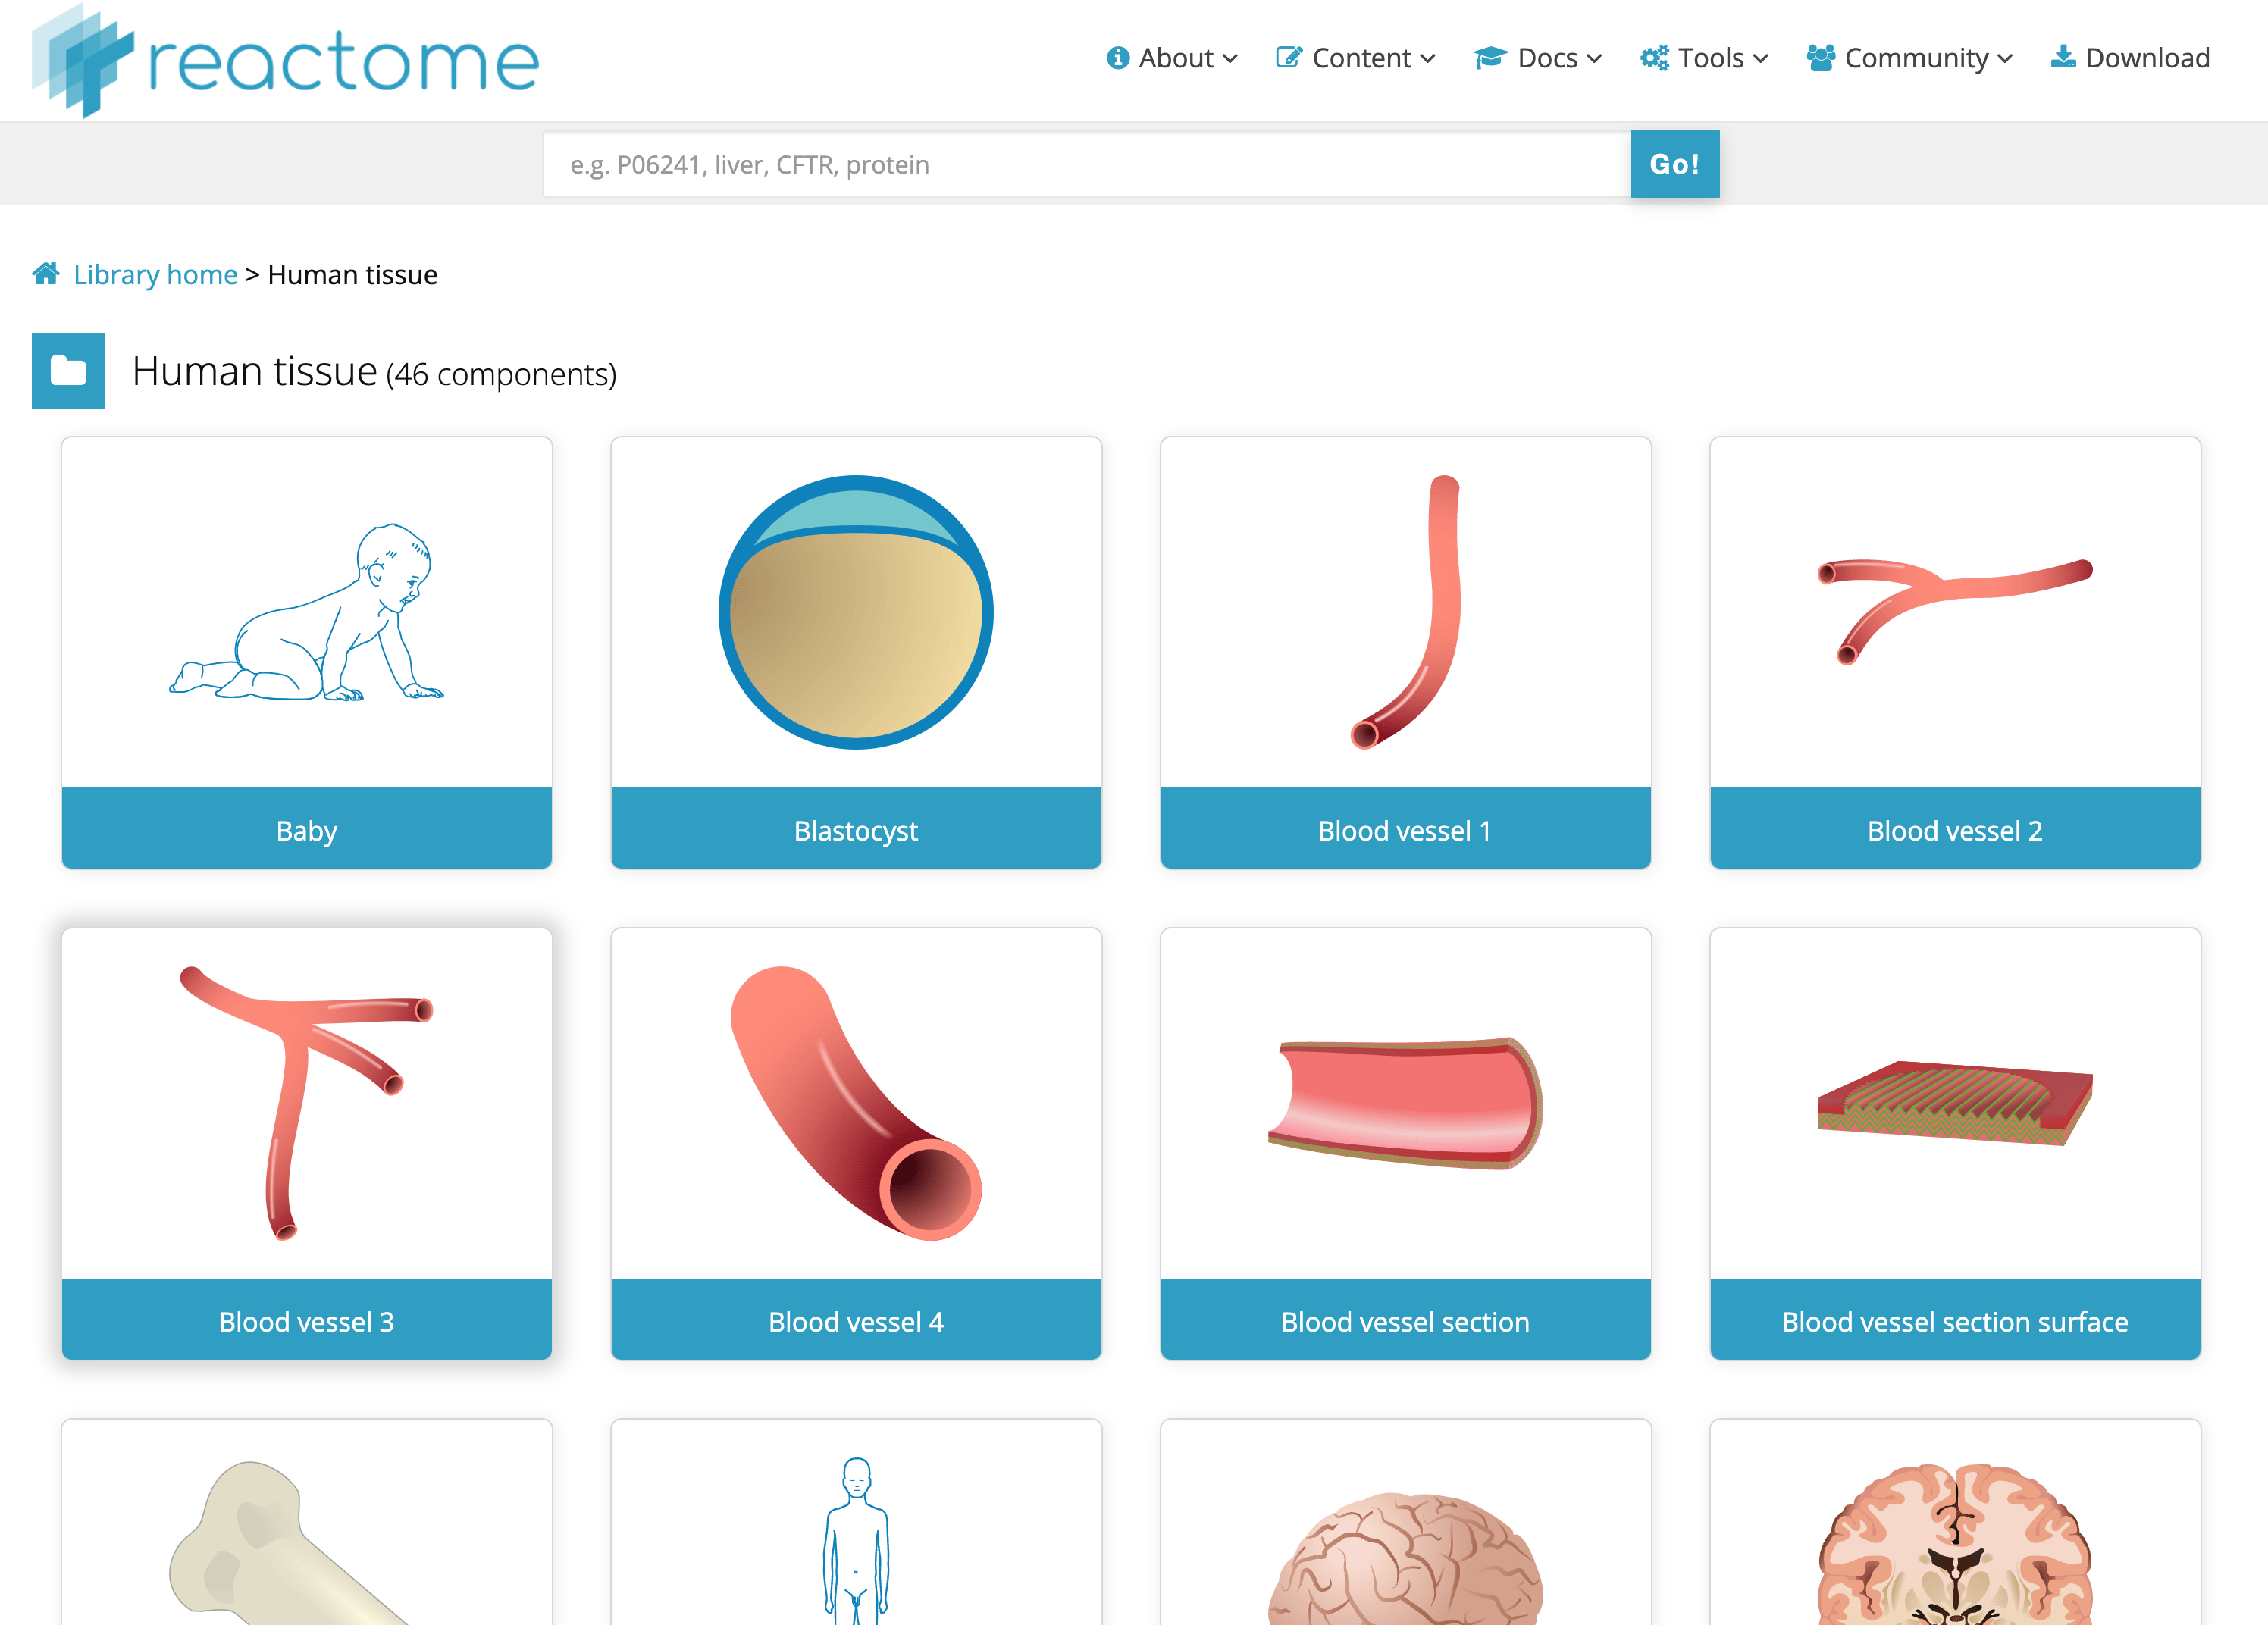 reactome
About Content Docs Tools Community Download
e.g. P06241, liver, CFTR, protein
Go!
Library home > Human tissue
Human tissue (46 components)
Baby
Blastocyst
Blood vessel 1
Blood vessel 2
Blood vessel 3
Blood vessel 4
Blood vessel section
Blood vessel section surface